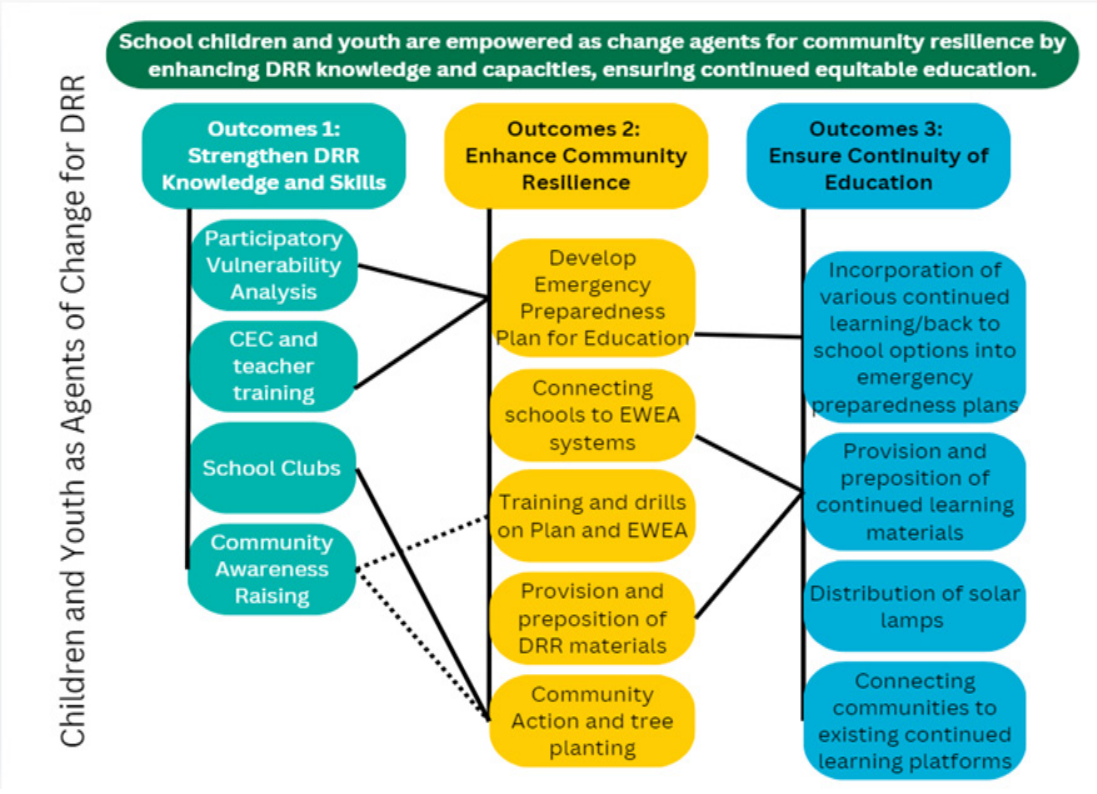 School children and youth are empowered as change agents for community resilience by
enhancing DRR knowledge and capacities, ensuring continued equitable education.
Children and Youth as Agents of Change for DRR
Outcomes 1:
Strengthen DRR
Knowledge and Skills
Participatory
Vulnerability
Analysis
CEC and
teacher
training
School Clubs
Community
Awareness
Raising
Outcomes 2:
Enhance Community
Resilience
Develop
Emergency
Preparedness
Plan for Education
Connecting
schools to EWEA
systems
Training and drills
on Plan and EWEA
Provision and
preposition of
DRR materials
Community
Action and tree
planting
Outcomes 3:
Ensure Continuity of
Education
Incorporation of
various continued
learning/back to
school options into
emergency
preparedness plans
Provision and
preposition of
continued learning
materials
Distribution of solar
lamps
Connecting
communities to
existing continued
learning platforms